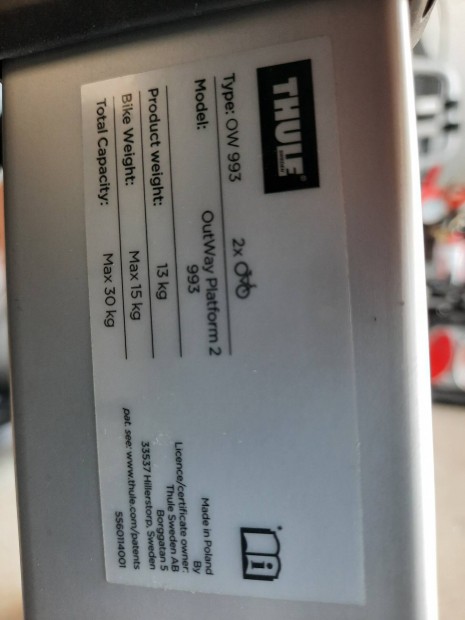 THULE
SWEDEN
Type: OW 993 2x
Model: OutWay Platform 2
993
Product weight: 13 kg
Bike Weight: Max 15 kg
Total Capacity: Max 30 kg
i
Made in Poland
By
Licence/certificate owner:
Thule Sweden AB
Borggatan 5
33537 Hillerstorp, Sweden
pat. see: www.thule.com/patents
5560114001